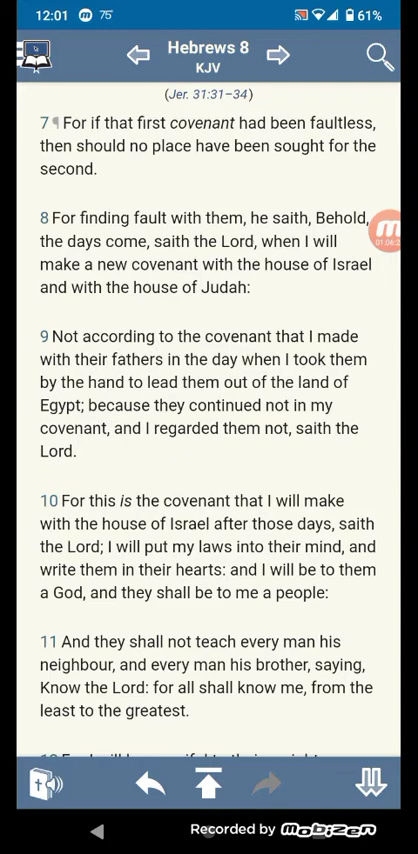 12:01 m 75° 61%
Hebrews 8
KJV
(Jer. 31:31–34)
7 ¶ For if that first covenant had been faultless,
then should no place have been sought for the
second.
8 For finding fault with them, he saith, Behold,
the days come, saith the Lord, when I will
make a new covenant with the house of Israel
and with the house of Judah:
01:06:2
9 Not according to the covenant that I made
with their fathers in the day when I took them
by the hand to lead them out of the land of
Egypt; because they continued not in my
covenant, and I regarded them not, saith the
Lord.
10 For this is the covenant that I will make
with the house of Israel after those days, saith
the Lord; I will put my laws into their mind, and
write them in their hearts: and I will be to them
a God, and they shall be to me a people:
11 And they shall not teach every man his
neighbour, and every man his brother, saying,
Know the Lord: for all shall know me, from the
least to the greatest.
Recorded by mobizen